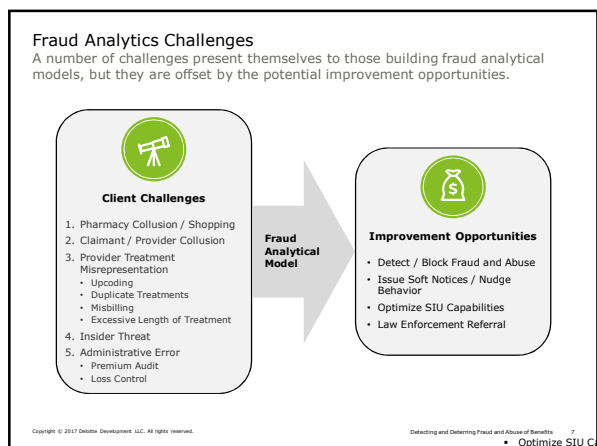 Fraud Analytics Challenges
A number of challenges present themselves to those building fraud analytical
models, but they are offset by the potential improvement opportunities.
Client Challenges
1. Pharmacy Collusion / Shopping
2. Claimant / Provider Collusion
3. Provider Treatment
Misrepresentation
• Upcoding
• Duplicate Treatments
• Misbilling
• Excessive Length of Treatment
4. Insider Threat
5. Administrative Error
• Premium Audit
• Loss Control
Fraud
Analytical
Model
$
Improvement Opportunities
• Detect / Block Fraud and Abuse
• Issue Soft Notices / Nudge
Behavior
• Optimize SIU Capabilities
• Law Enforcement Referral
Copyright © 2017 Deloitte Development LLC. All rights reserved.
Detecting and Deterring Fraud and Abuse of Benefits 7
▪ Optimize SIU Ca